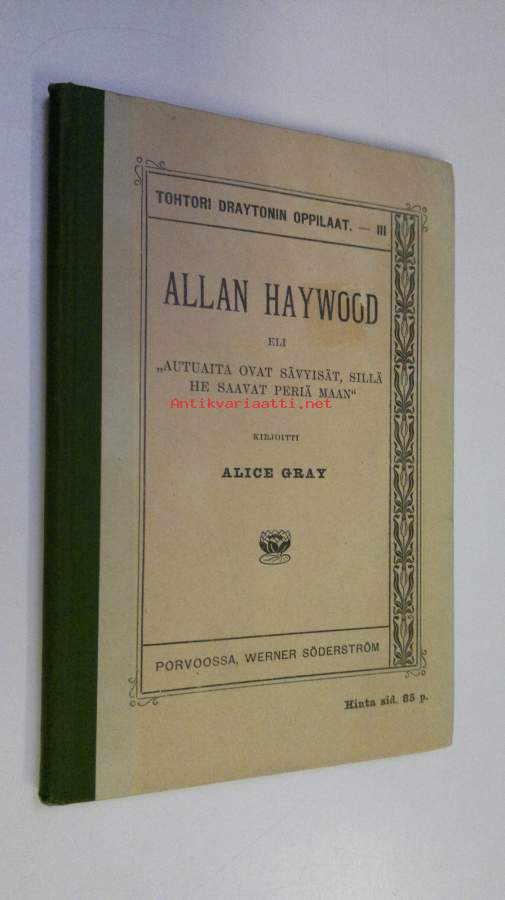 TOHTORI DRAYTONIN OPPILAAT. — III
ALLAN HAYWOOD
ELI
„AUTUAITA OVAT SÄVYISÄT, SILLÄ
HE SAAVAT PERIÄ MAAN“
Antikvariaatti.net
KIRJOITTI
ALICE GRAY
PORVOOSSA, WERNER SÖDERSTRÖM
Hinta sid. 85 p.